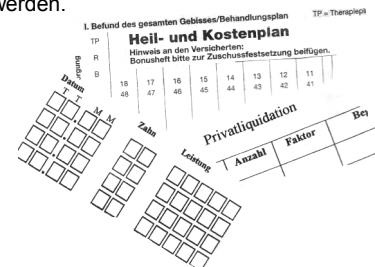 werden.
I. Befund des gesamten Gebisses/Behandlungsplan TP = Therapiepl
TP Heil- und Kostenplan
Hinweis an den Versicherten:
R Bonusheft bitte zur Zuschussfestsetzung beifügen.
B
18 17 16 15 14 13 12 11
48 47 46 45 44 43 42 41
Datum
T T M M
Zahn
Leistung
Privatliquidation
Anzahl Faktor Be